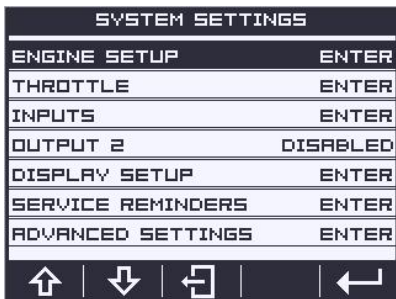 SYSTEM SETTINGS
ENGINE SETUP ENTER
THROTTLE ENTER
INPUTS ENTER
OUTPUT 2 DISABLED
DISPLAY SETUP ENTER
SERVICE REMINDERS ENTER
ADVANCED SETTINGS ENTER